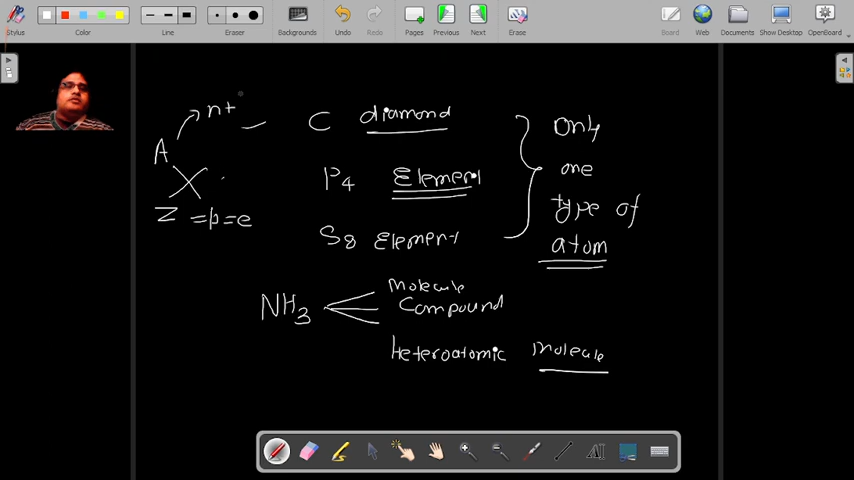 Stylus
Color
Line
Eraser
Backgrounds
Undo
Redo
Pages
Previous
Next
Erase
Board
Web
Documents
Show Desktop
OpenBoard
A
X
Z = p = e
n+
C diamond
P4 Element
S8 Element
only
one
type of
atom
NH3
Molecule
Compound
Heteroatomic Molecule